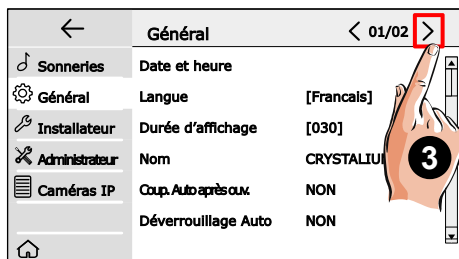 Général
01/02
Sonneries
Général
Installateur
Administrateur
Caméras IP
Date et heure
Langue [Francais]
Durée d'affichage [030]
Nom
Coup. Auto après ouv. NON
Déverrouillage Auto NON
3